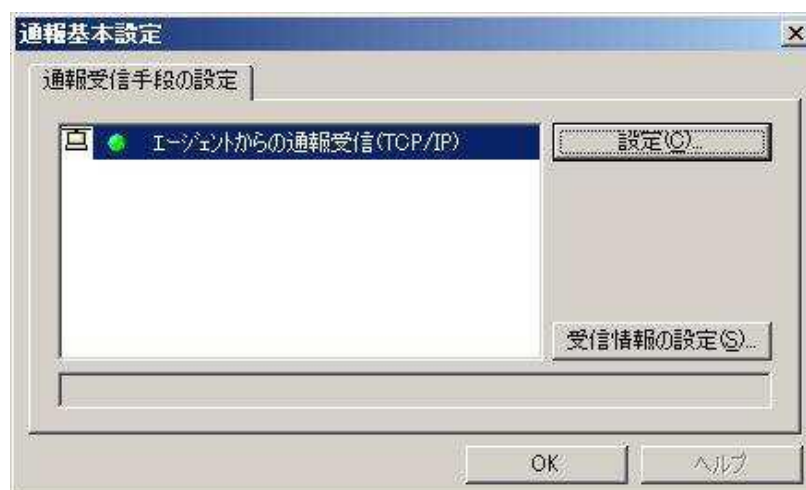 通報基本設定
通報受信手段の設定
エージェントからの通報受信(TCP/IP)
設定(C)...
受信情報の設定(S)...
OK
ヘルプ